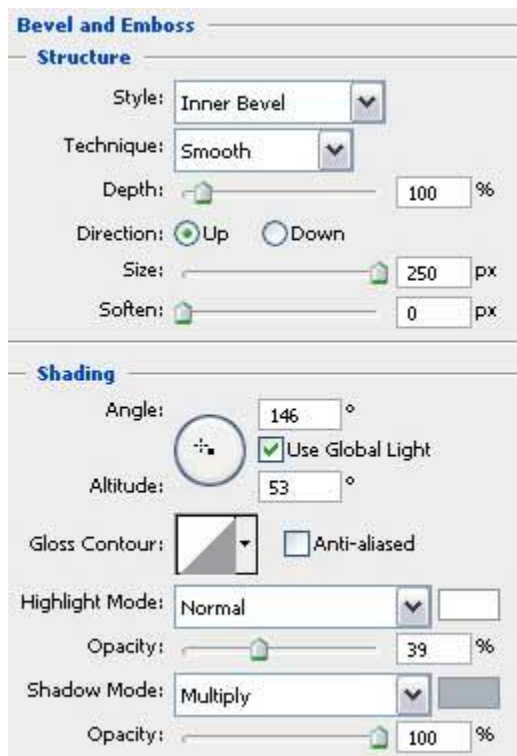 Bevel and Emboss
Structure
Style: Inner Bevel
Technique: Smooth
Depth: 100 %
Direction: Up Down
Size: 250 px
Soften: 0 px
Shading
Angle: 146 °
Use Global Light
Altitude: 53 °
Gloss Contour: Anti-aliased
Highlight Mode: Normal
Opacity: 39 %
Shadow Mode: Multiply
Opacity: 100 %